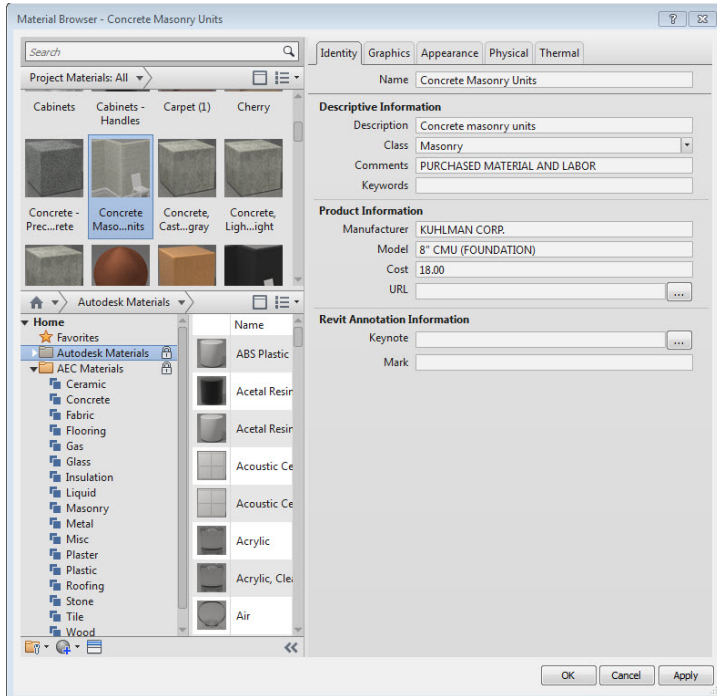 Material Browser - Concrete Masonry Units
Search
Project Materials: All
Cabinets
Cabinets - Handles
Carpet (1)
Cherry
Concrete - Prec...rete
Concrete Maso...nits
Concrete, Cast...gray
Concrete, Ligh...ight
Autodesk Materials
Home
Favorites
Autodesk Materials
AEC Materials
Ceramic
Concrete
Fabric
Flooring
Gas
Glass
Insulation
Liquid
Masonry
Metal
Misc
Plaster
Plastic
Roofing
Stone
Tile
Wood
Name
ABS Plastic
Acetal Resin
Acetal Resin
Acoustic Ce
Acoustic Ce
Acrylic
Acrylic, Clea
Air
Identity Graphics Appearance Physical Thermal
Name Concrete Masonry Units
Descriptive Information
Description Concrete masonry units
Class Masonry
Comments PURCHASED MATERIAL AND LABOR
Keywords
Product Information
Manufacturer KUHLMAN CORP.
Model 8" CMU (FOUNDATION)
Cost 18.00
URL ...
Revit Annotation Information
Keynote ...
Mark
OK Cancel Apply